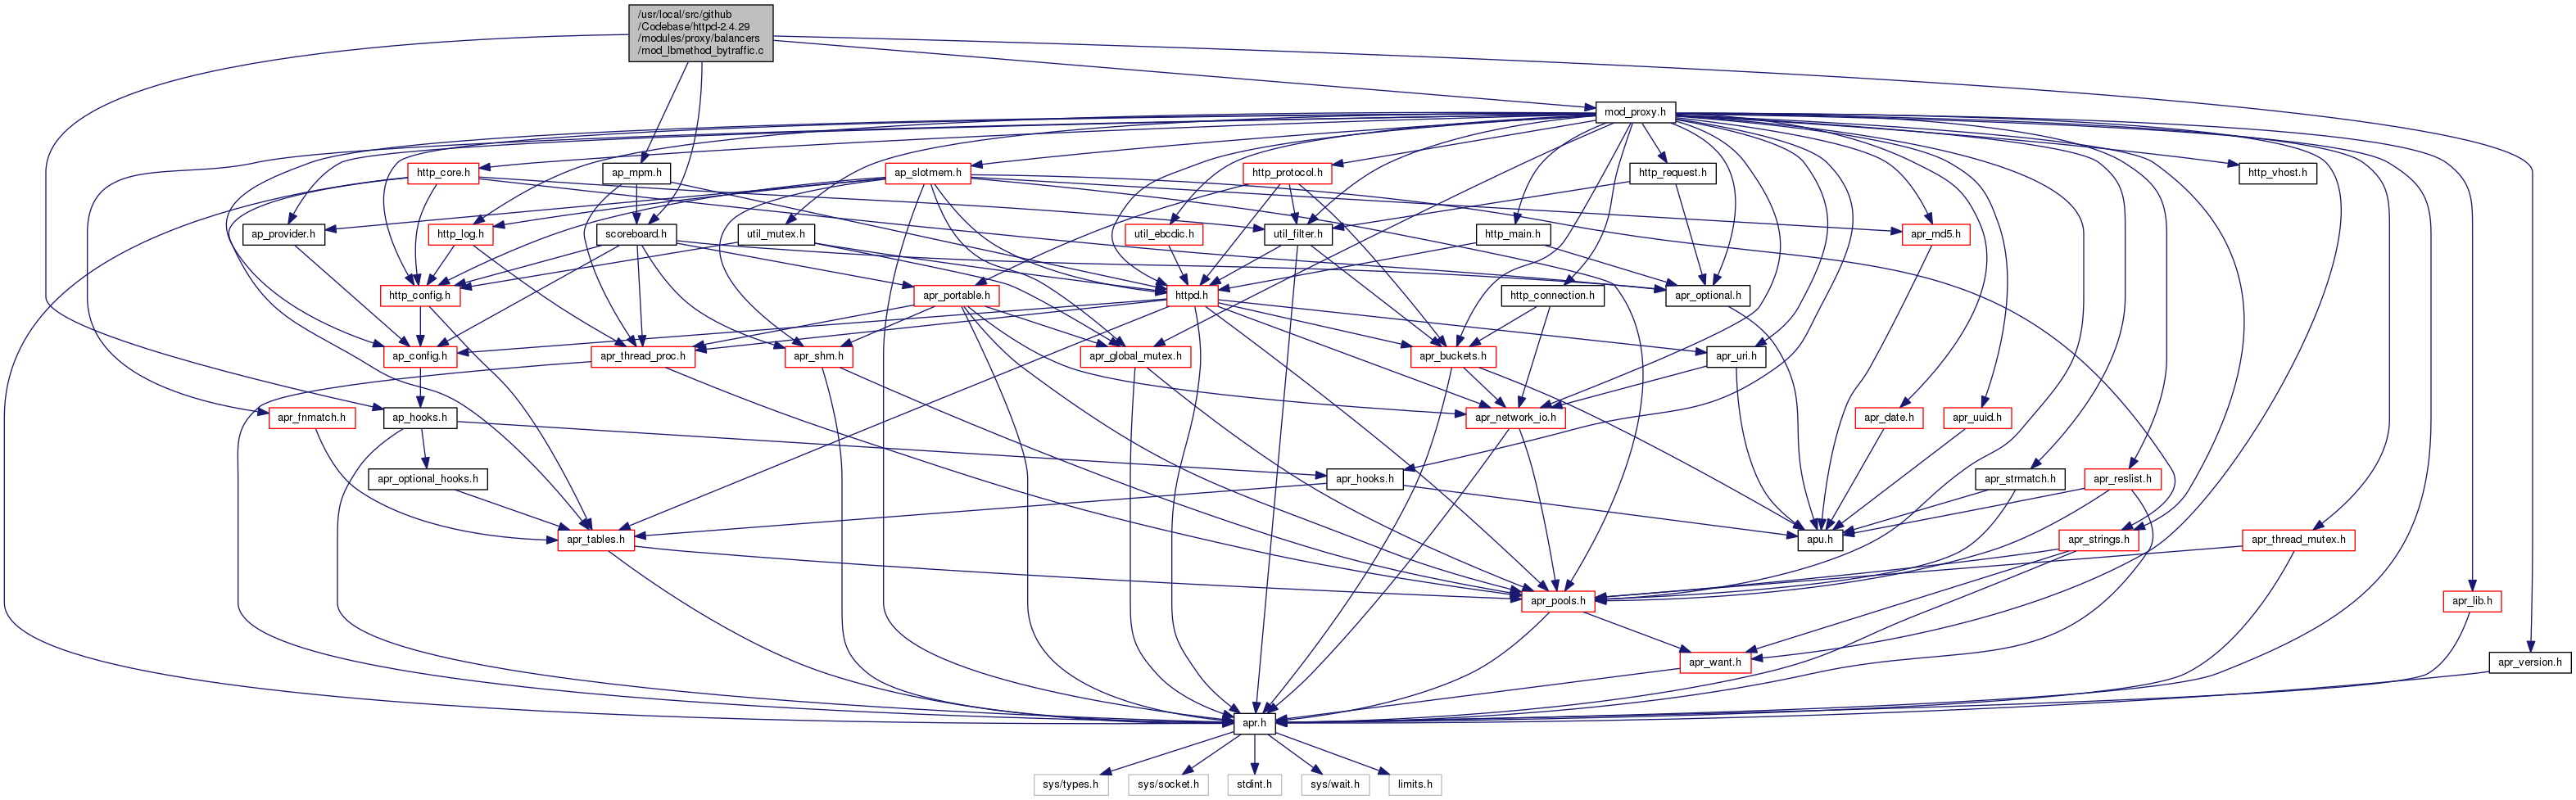 /usr/local/src/github
/Codebase/httpd-2.4.29
/modules/proxy/balancers
/mod_lbmethod_bytraffic.c
mod_proxy.h
http_core.h
ap_mpm.h
ap_slotmem.h
http_protocol.h
http_request.h
http_vhost.h
ap_provider.h
http_log.h
scoreboard.h
util_mutex.h
util_ebcdic.h
util_filter.h
http_main.h
apr_md5.h
http_config.h
apr_portable.h
httpd.h
http_connection.h
apr_optional.h
ap_config.h
apr_thread_proc.h
apr_shm.h
apr_global_mutex.h
apr_buckets.h
apr_uri.h
apr_fnmatch.h
ap_hooks.h
apr_network_io.h
apr_date.h
apr_uuid.h
apr_optional_hooks.h
apr_hooks.h
apr_strmatch.h
apr_reslist.h
apr_tables.h
apu.h
apr_strings.h
apr_thread_mutex.h
apr_pools.h
apr_lib.h
apr_want.h
apr_version.h
apr.h
sys/types.h
sys/socket.h
stdint.h
sys/wait.h
limits.h